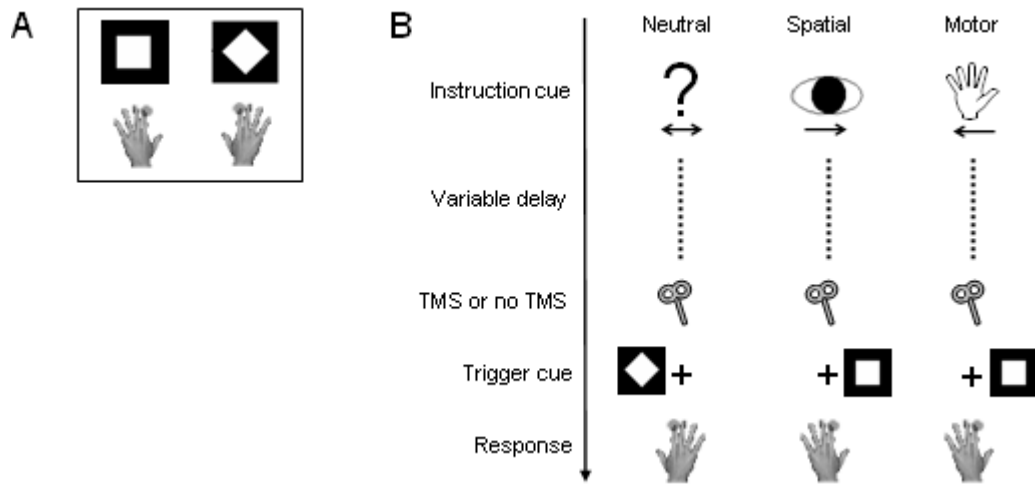 A
B
Neutral Spatial Motor
Instruction cue
?
Variable delay
TMS or no TMS
Trigger cue
+ + +
Response